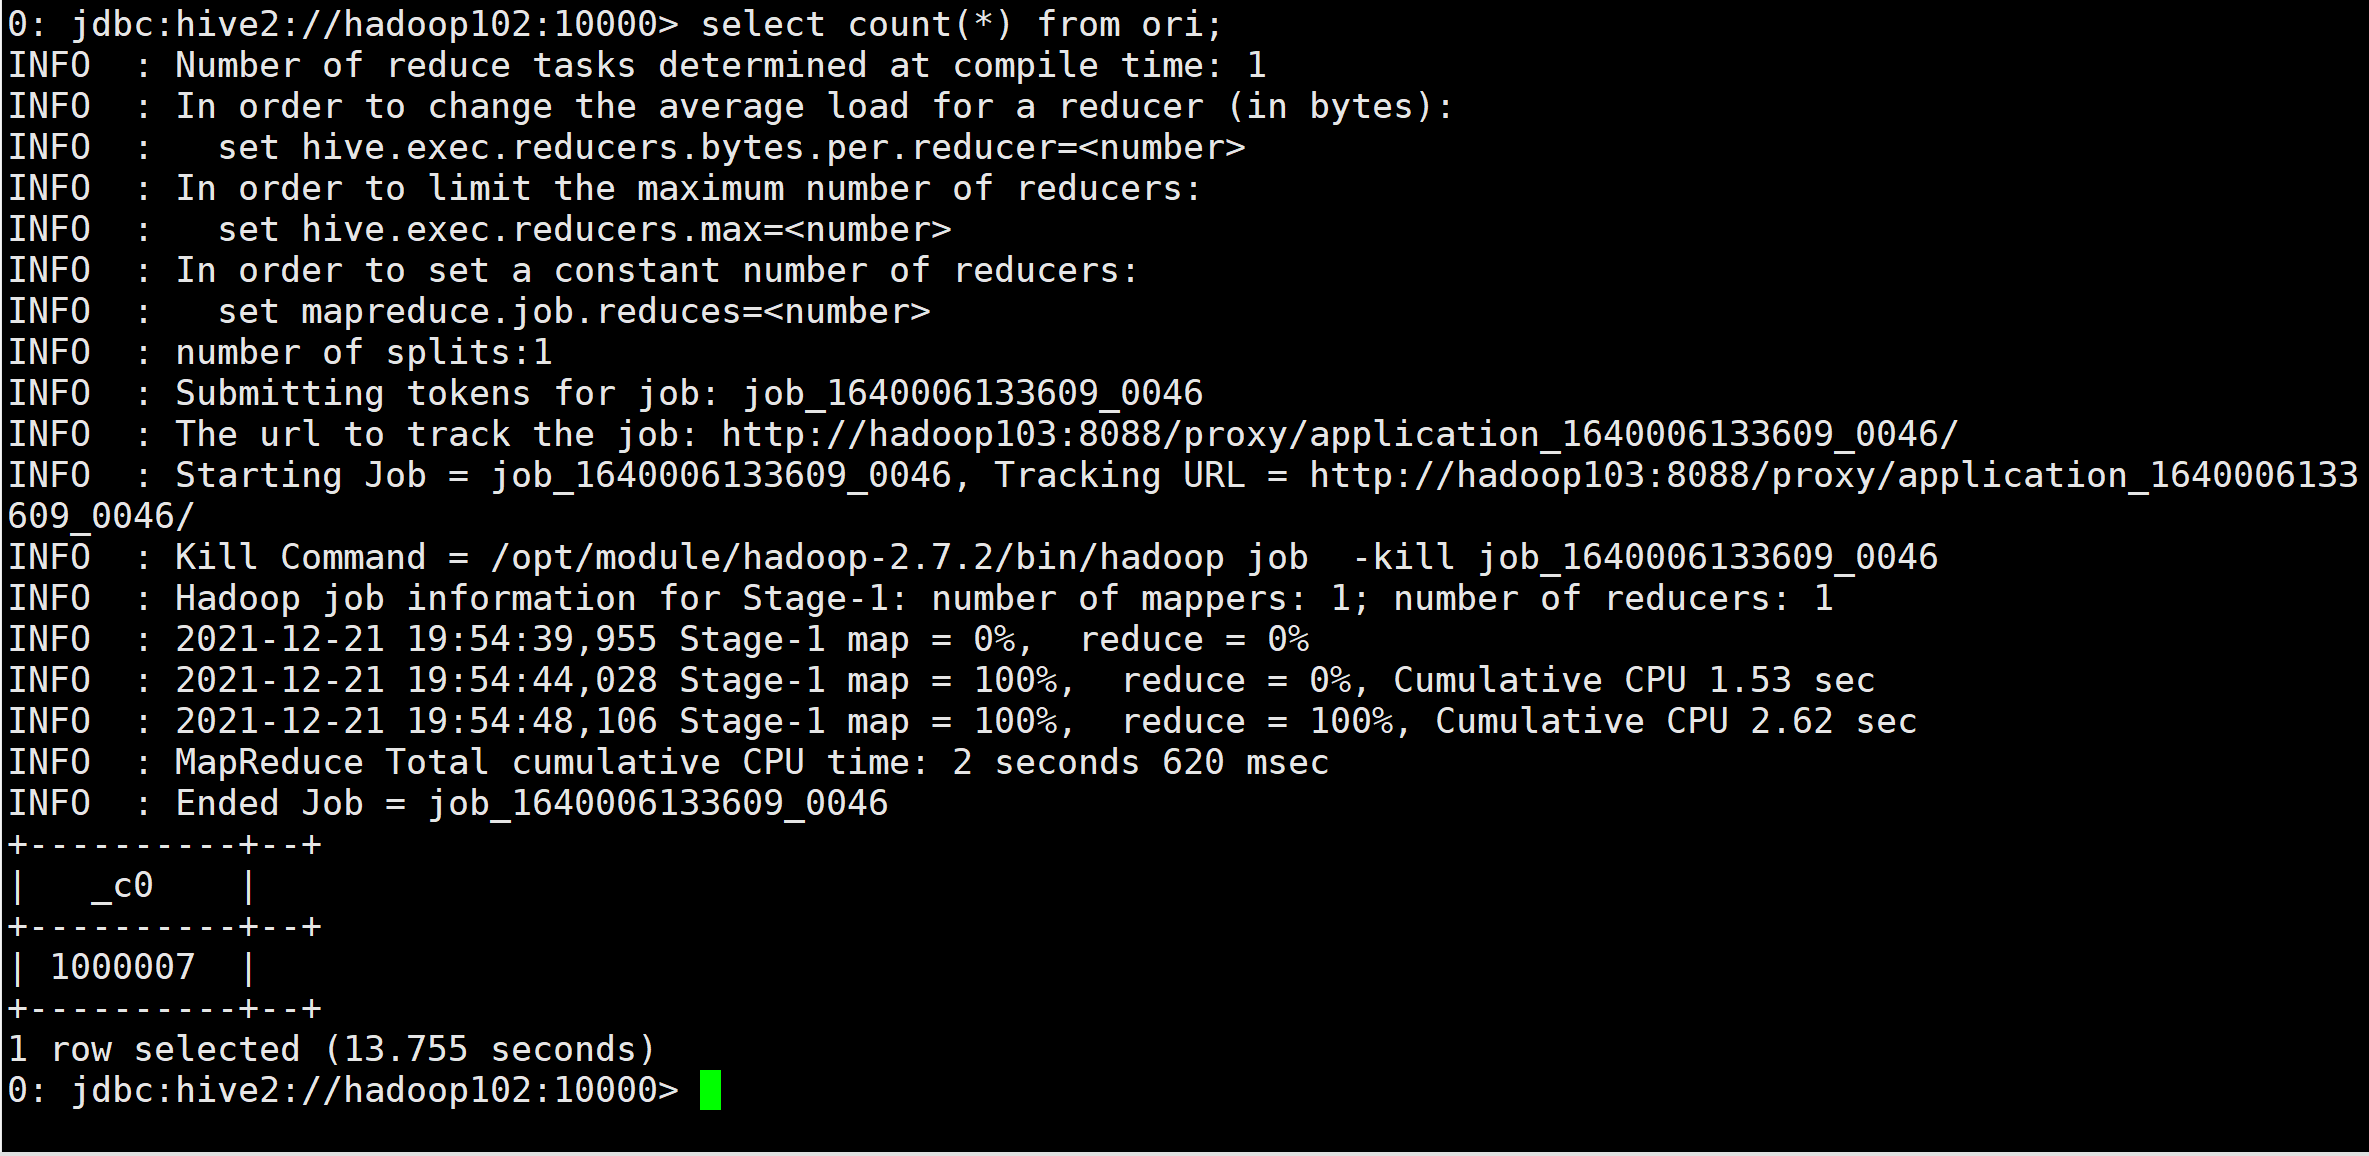 0: jdbc:hive2://hadoop102:10000> select count(*) from ori;
INFO  : Number of reduce tasks determined at compile time: 1
INFO  : In order to change the average load for a reducer (in bytes):
INFO  :   set hive.exec.reducers.bytes.per.reducer=<number>
INFO  : In order to limit the maximum number of reducers:
INFO  :   set hive.exec.reducers.max=<number>
INFO  : In order to set a constant number of reducers:
INFO  :   set mapreduce.job.reduces=<number>
INFO  : number of splits:1
INFO  : Submitting tokens for job: job_1640006133609_0046
INFO  : The url to track the job: http://hadoop103:8088/proxy/application_1640006133609_0046/
INFO  : Starting Job = job_1640006133609_0046, Tracking URL = http://hadoop103:8088/proxy/application_1640006133
609_0046/
INFO  : Kill Command = /opt/module/hadoop-2.7.2/bin/hadoop job  -kill job_1640006133609_0046
INFO  : Hadoop job information for Stage-1: number of mappers: 1; number of reducers: 1
INFO  : 2021-12-21 19:54:39,955 Stage-1 map = 0%,  reduce = 0%
INFO  : 2021-12-21 19:54:44,028 Stage-1 map = 100%,  reduce = 0%, Cumulative CPU 1.53 sec
INFO  : 2021-12-21 19:54:48,106 Stage-1 map = 100%,  reduce = 100%, Cumulative CPU 2.62 sec
INFO  : MapReduce Total cumulative CPU time: 2 seconds 620 msec
INFO  : Ended Job = job_1640006133609_0046
+----------+--+
|   _c0    |
+----------+--+
| 1000007  |
+----------+--+
1 row selected (13.755 seconds)
0: jdbc:hive2://hadoop102:10000>